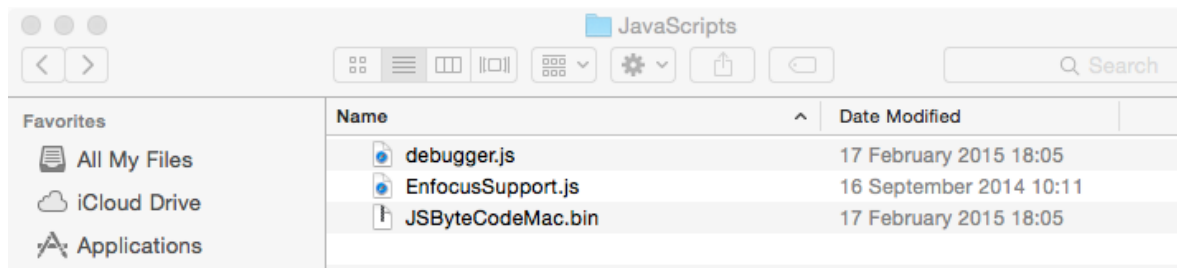 JavaScripts
Search
Favorites
Name Date Modified
All My Files
debugger.js 17 February 2015 18:05
EnfocusSupport.js 16 September 2014 10:11
iCloud Drive
JSByteCodeMac.bin 17 February 2015 18:05
Applications